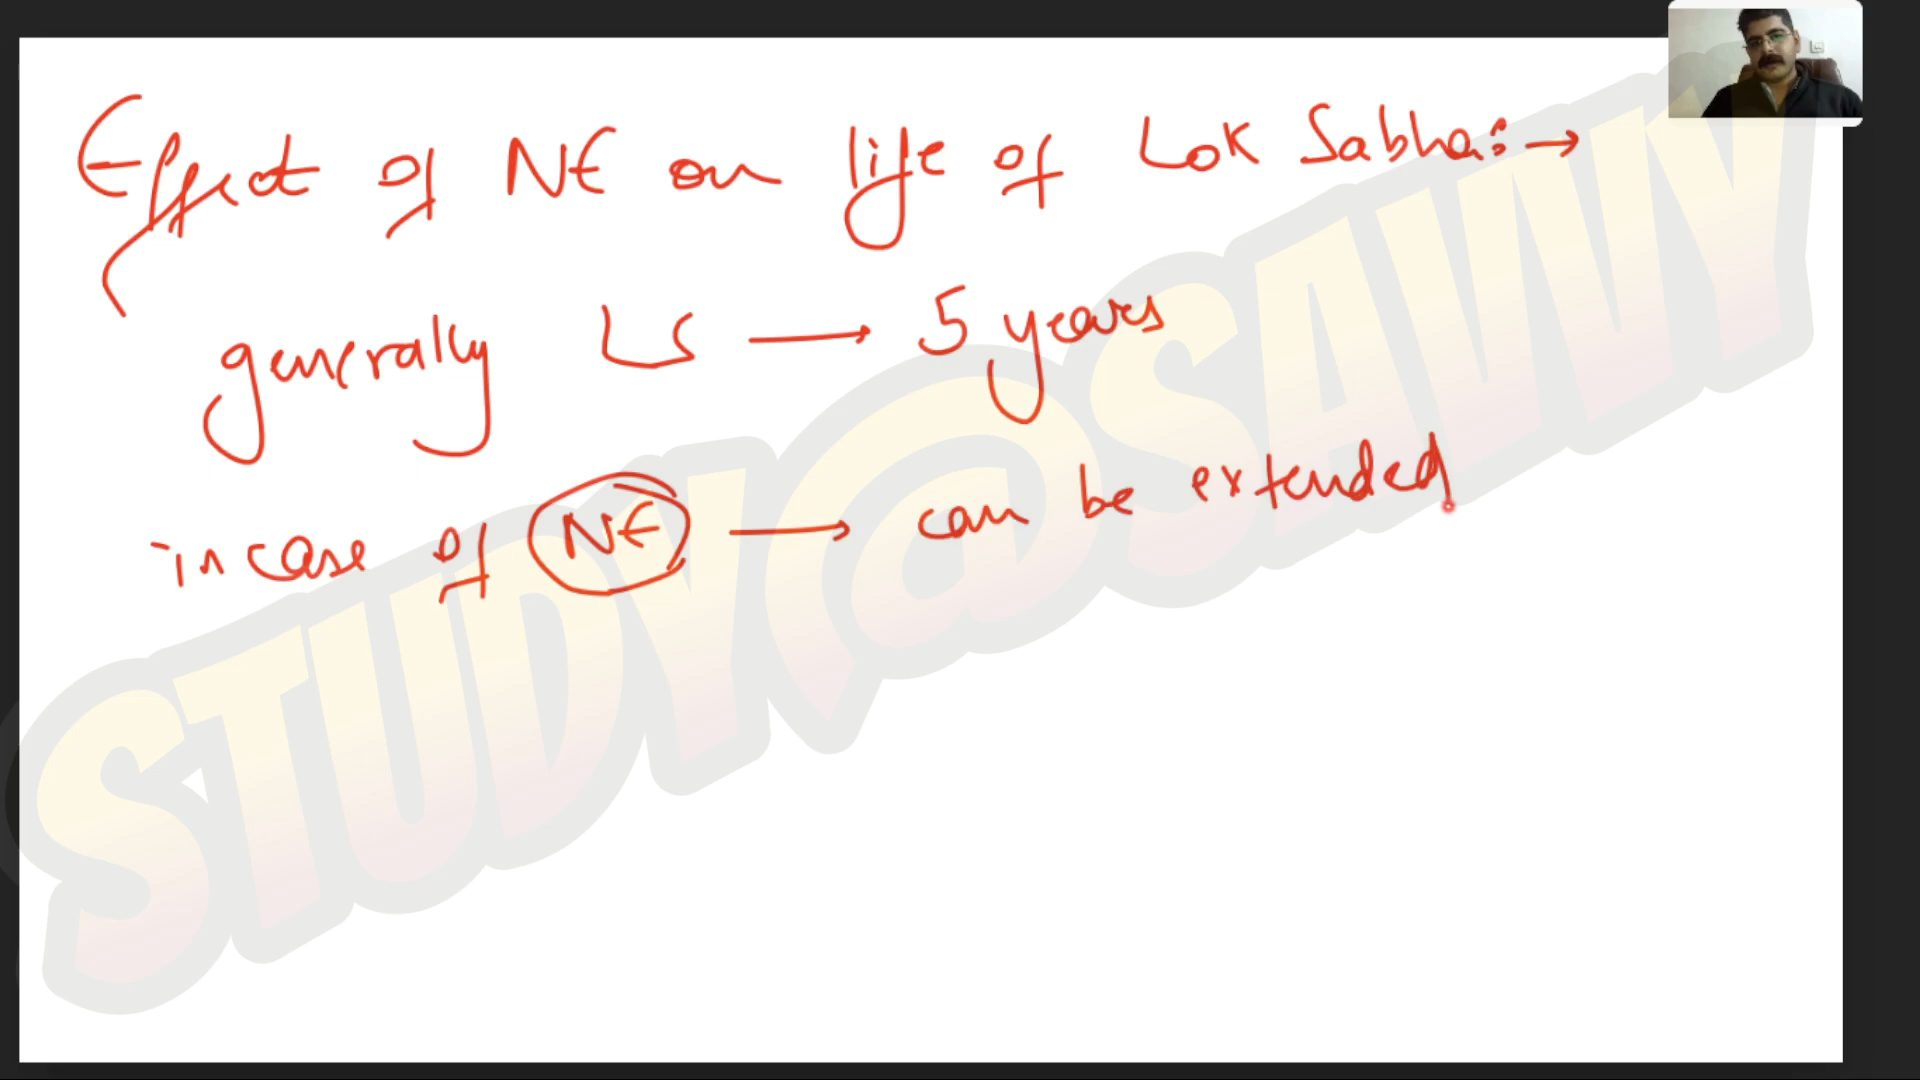 Effect of NE on life of Lok Sabha:→
generally LS → 5 years
in case of NE → can be extended
STUDY@SAVVY